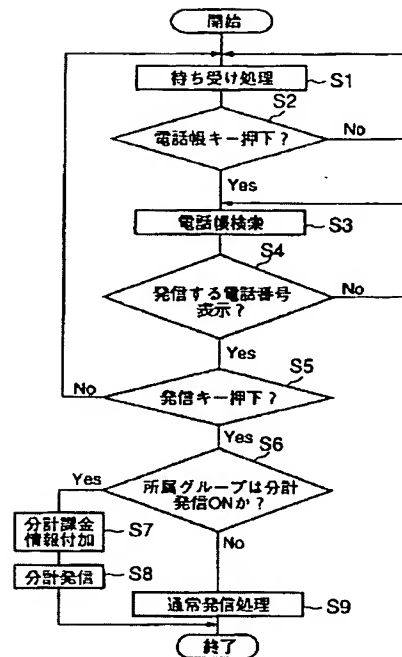 開始
待ち受け処理
S1
S2
電話帳キー押下？
No
Yes
電話帳検索
S3
S4
発信する電話番号
表示？
No
Yes
S5
No
発信キー押下？
Yes
S6
Yes
所属グループは分計
発信ONか？
分計課金
情報付加
S7
No
分計発信
S8
通常発信処理
S9
終了